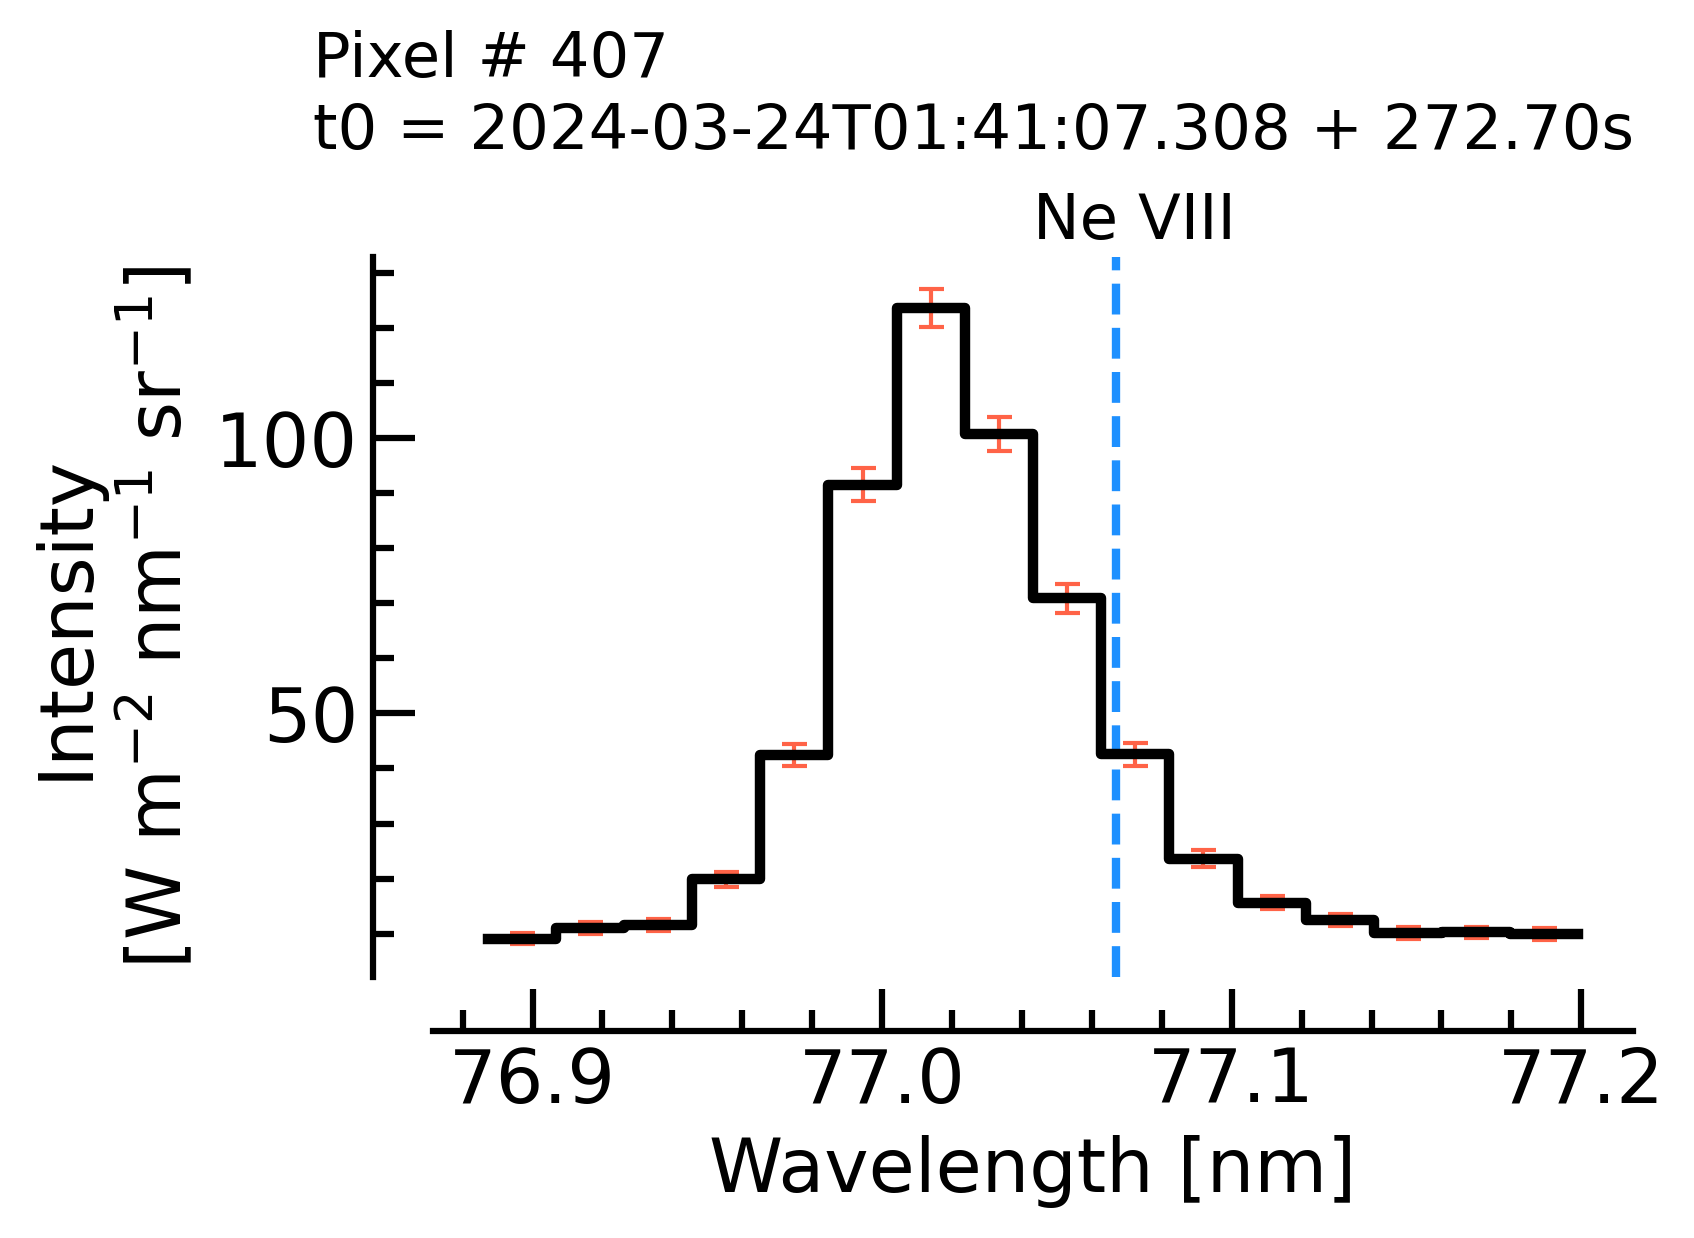 Pixel # 407
t0 = 2024-03-24T01:41:07.308 + 272.70s
Ne VIII
Intensity
[W m⁻² nm⁻¹ sr⁻¹]
100
50
76.9 77.0 77.1 77.2
Wavelength [nm]